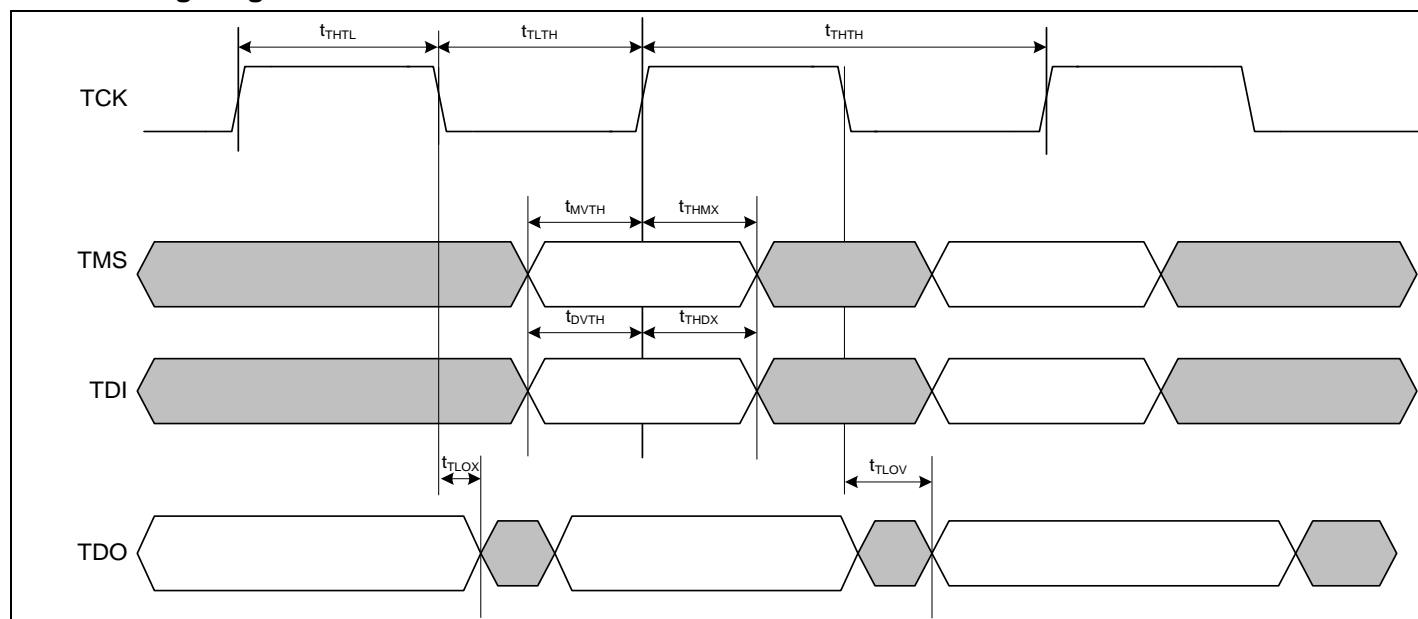 tTHTL tTLTH tTHTH
TCK
tMVTH tTHMX
TMS
tDVTH tTHDX
TDI
tTLOX tTLOV
TDO